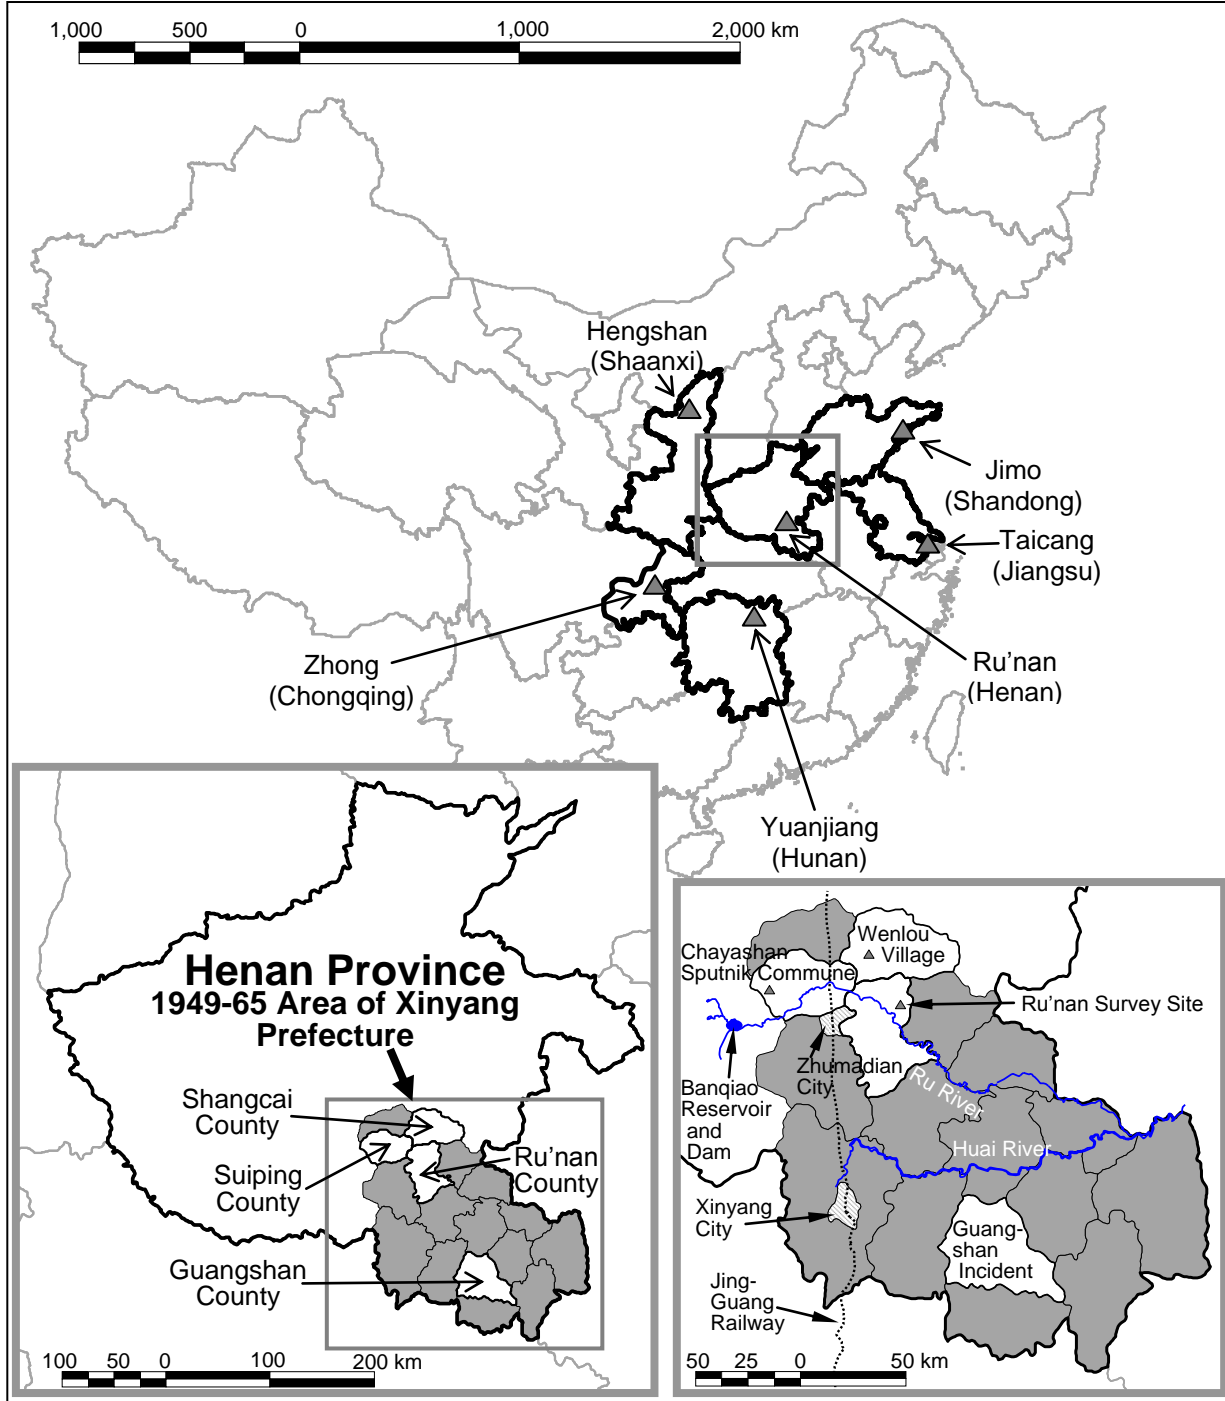 1,000 500 0 1,000 2,000 km
Hengshan
(Shaanxi)
Jimo
(Shandong)
Taicang
(Jiangsu)
Zhong
(Chongqing)
Ru’nan
(Henan)
Yuanjiang
(Hunan)
Henan Province
1949-65 Area of Xinyang
Prefecture
Shangcai
County
Suiping
County
Ru’nan
County
Guangshan
County
100 50 0 100 200 km
Wenlou
Village
Chayashan
Sputnik Commune
Ru’nan Survey Site
Zhumadian
City
Banqiao
Reservoir
and
Dam
Ru River
Huai River
Xinyang
City
Guang-
shan
Incident
Jing-
Guang
Railway
50 25 0 50 km